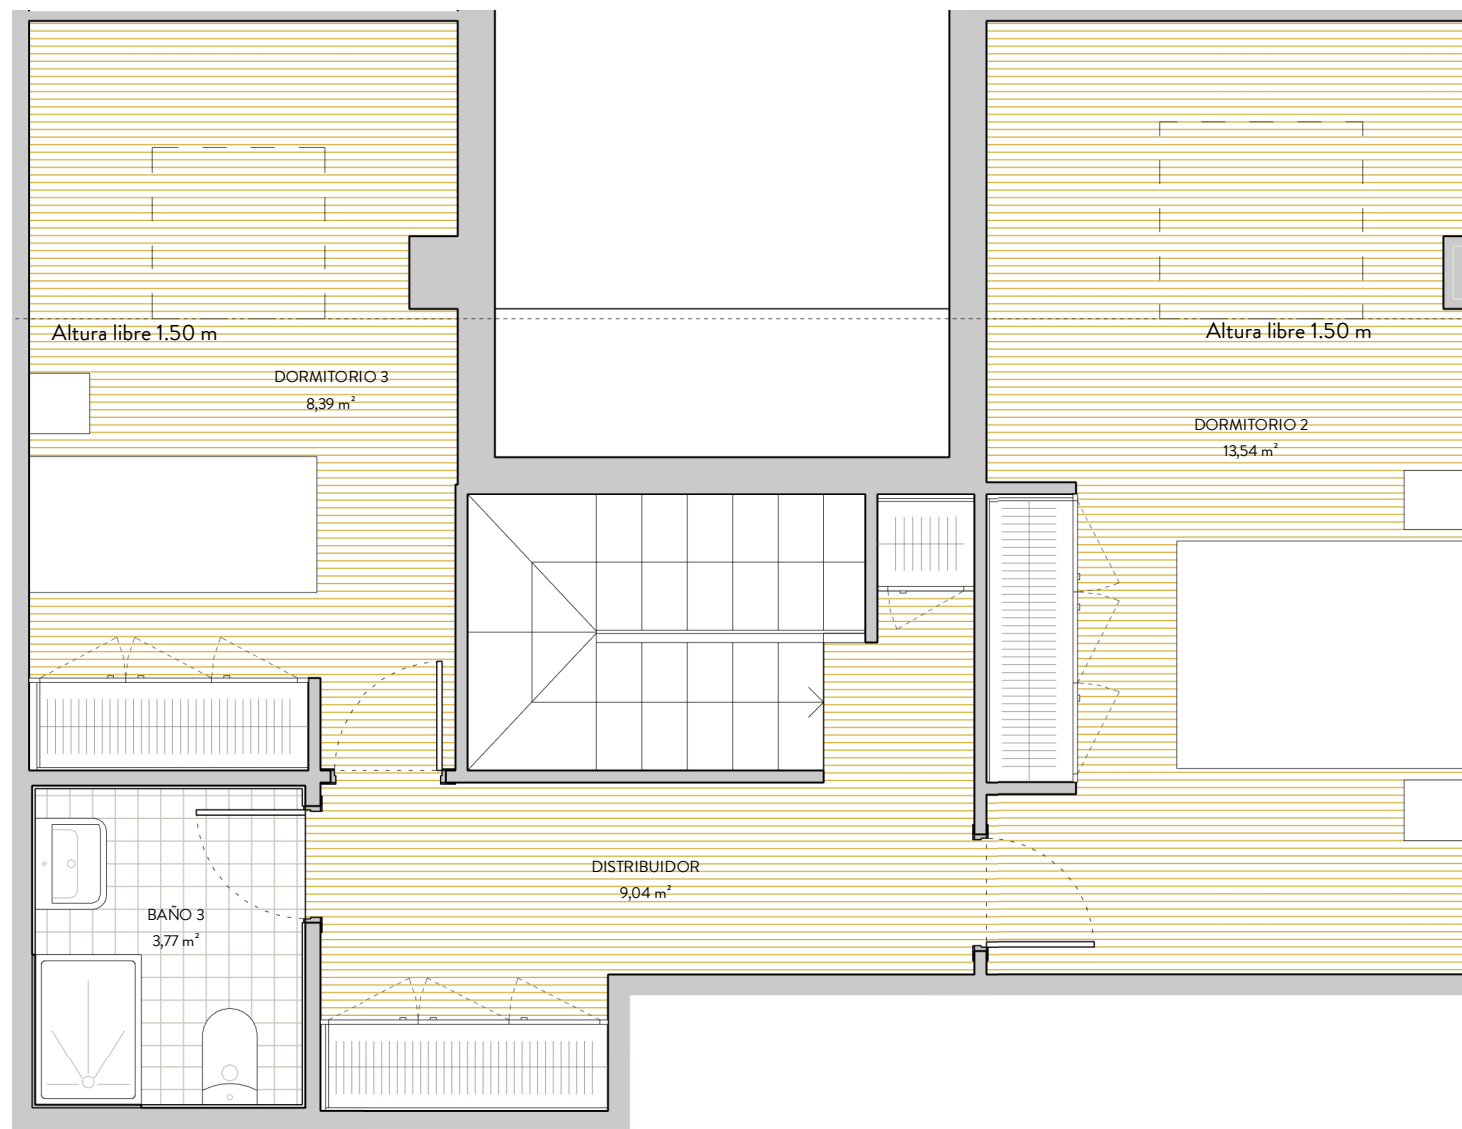 Altura libre 1.50 m
Altura libre 1.50 m
DORMITORIO 3
8,39 m²
DORMITORIO 2
13,54 m²
DISTRIBUIDOR
9,04 m²
BAÑO 3
3,77 m²